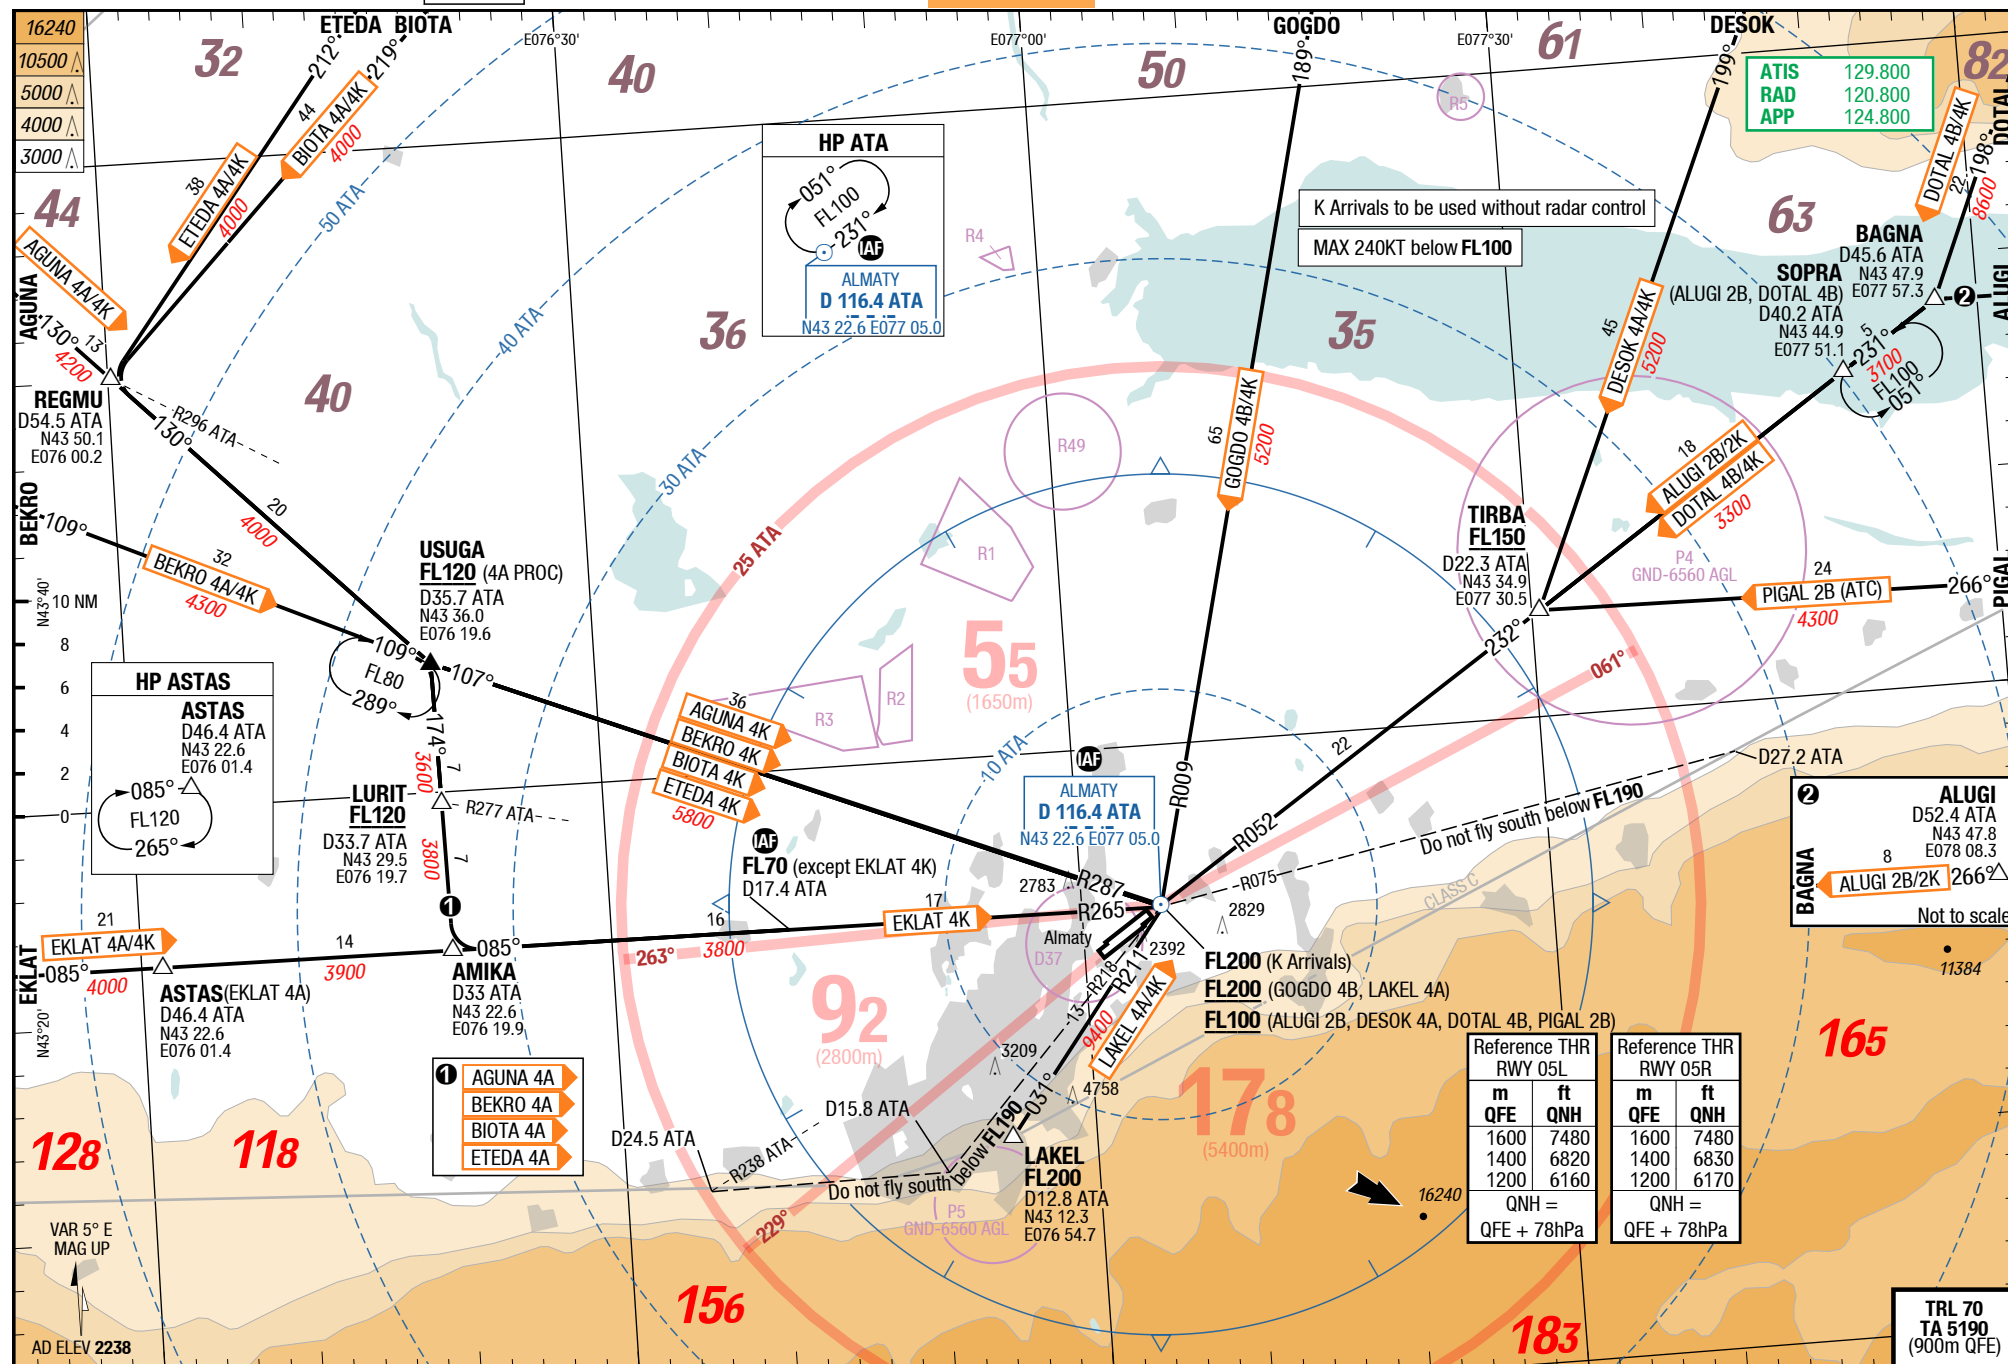 16240
10500
5000
4000
3000
ETEDA BIOTA
212°
219°
E076°30'
E077°00'
GOGDO
189°
E077°30'
DESOK
199°
32
40
50
61
82
ATIS 129.800
RAD 120.800
APP 124.800
DOTAL
DOTAL 4B/4K
198°
22
8600
44
BIOTA 4A/4K
4000
38
ETEDA 4A/4K
4000
50 ATA
44
AGUNA 4A/4K
AGUNA
130°
13
4200
HP ATA
051°
FL100
231°
IAF
ALMATY
D 116.4 ATA
N43 22.6 E077 05.0
R4
R5
K Arrivals to be used without radar control
MAX 240KT below FL100
63
BAGNA
D45.6 ATA
N43 47.9
E077 57.3
2
ALUGI
SOPRA
(ALUGI 2B, DOTAL 4B)
D40.2 ATA
N43 44.9
E077 51.1
5
231°
3100
FL100
051°
40 ATA
36
35
45
DESOK 4A/4K
5200
REGMU
D54.5 ATA
N43 50.1
E076 00.2
R296 ATA
130°
40
20
4000
30 ATA
R49
65
GOGDO 4B/4K
5200
18
ALUGI 2B/2K
DOTAL 4B/4K
3300
BEKRO
109°
32
BEKRO 4A/4K
4300
USUGA
FL120 (4A PROC)
D35.7 ATA
N43 36.0
E076 19.6
25 ATA
R1
TIRBA
FL150
D22.3 ATA
N34.9
E077 30.5
P4
GND-6560 AGL
24
PIGAL 2B (ATC)
4300
266°
PIGAL
N43°40'
10 NM
8
6
4
2
0
109°
FL80
289°
107°
174°
7
3600
55
(1650m)
232°
061°
HP ASTAS
ASTAS
D46.4 ATA
N43 22.6
E076 01.4
085°
FL120
265°
R3
R2
36
AGUNA 4K
BEKRO 4K
BIOTA 4K
ETEDA 4K
5800
10 ATA
IAF
ALMATY
D 116.4 ATA
N43 22.6 E077 05.0
R009
22
R052
D27.2 ATA
Do not fly south below FL190
LURIT
FL120
D33.7 ATA
N43 29.5
E076 19.7
R277 ATA
7
3800
IAF
FL70 (except EKLAT 4K)
D17.4 ATA
2783
R287
R265
R075
2829
CLASS C
2
ALUGI
D52.4 ATA
N43 47.8
E078 08.3
BAGNA
8
ALUGI 2B/2K
266°
Not to scale
1
21
EKLAT 4A/4K
EKLAT
085°
4000
14
3900
085°
16
3800
263°
17
EKLAT 4K
Almaty
D37
2392
R218
R211
13
9400
LAKEL 4A/4K
ASTAS (EKLAT 4A)
D46.4 ATA
N43 22.6
E076 01.4
AMIKA
D33 ATA
N43 22.6
E076 19.9
N43°20'
FL200 (K Arrivals)
FL200 (GOGDO 4B, LAKEL 4A)
FL100 (ALUGI 2B, DESOK 4A, DOTAL 4B, PIGAL 2B)
11384
92
(2800m)
3209
4758
178
(5400m)
165
1
AGUNA 4A
BEKRO 4A
BIOTA 4A
ETEDA 4A
128
118
D24.5 ATA
D15.8 ATA
R238 ATA
Do not fly south below FL190
031°
LAKEL
FL200
D12.8 ATA
N43 12.3
E076 54.7
P5
GND-6560 AGL
229°
Reference THR
RWY 05L
m ft
QFE QNH
1600 7480
1400 6820
1200 6160
QNH =
QFE + 78hPa
Reference THR
RWY 05R
m ft
QFE QNH
1600 7480
1400 6830
1200 6170
QNH =
QFE + 78hPa
16240
VAR 5° E
MAG UP
AD ELEV 2238
156
183
TRL 70
TA 5190
(900m QFE)